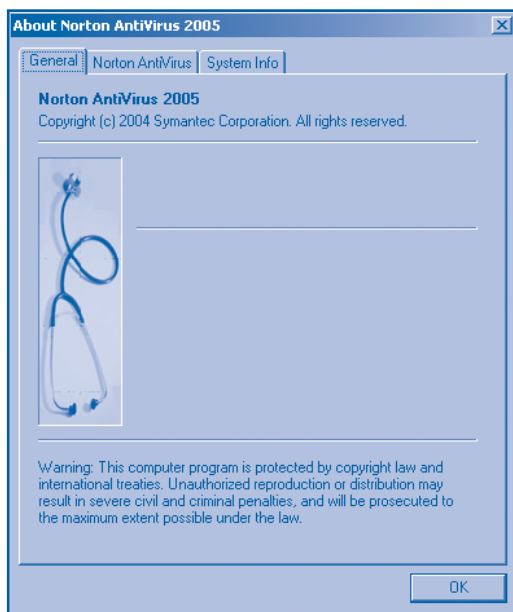 About Norton AntiVirus 2005
General Norton AntiVirus System Info
Norton AntiVirus 2005
Copyright (c) 2004 Symantec Corporation. All rights reserved.
Warning: This computer program is protected by copyright law and
international treaties. Unauthorized reproduction or distribution may
result in severe civil and criminal penalties, and will be prosecuted to
the maximum extent possible under the law.
OK